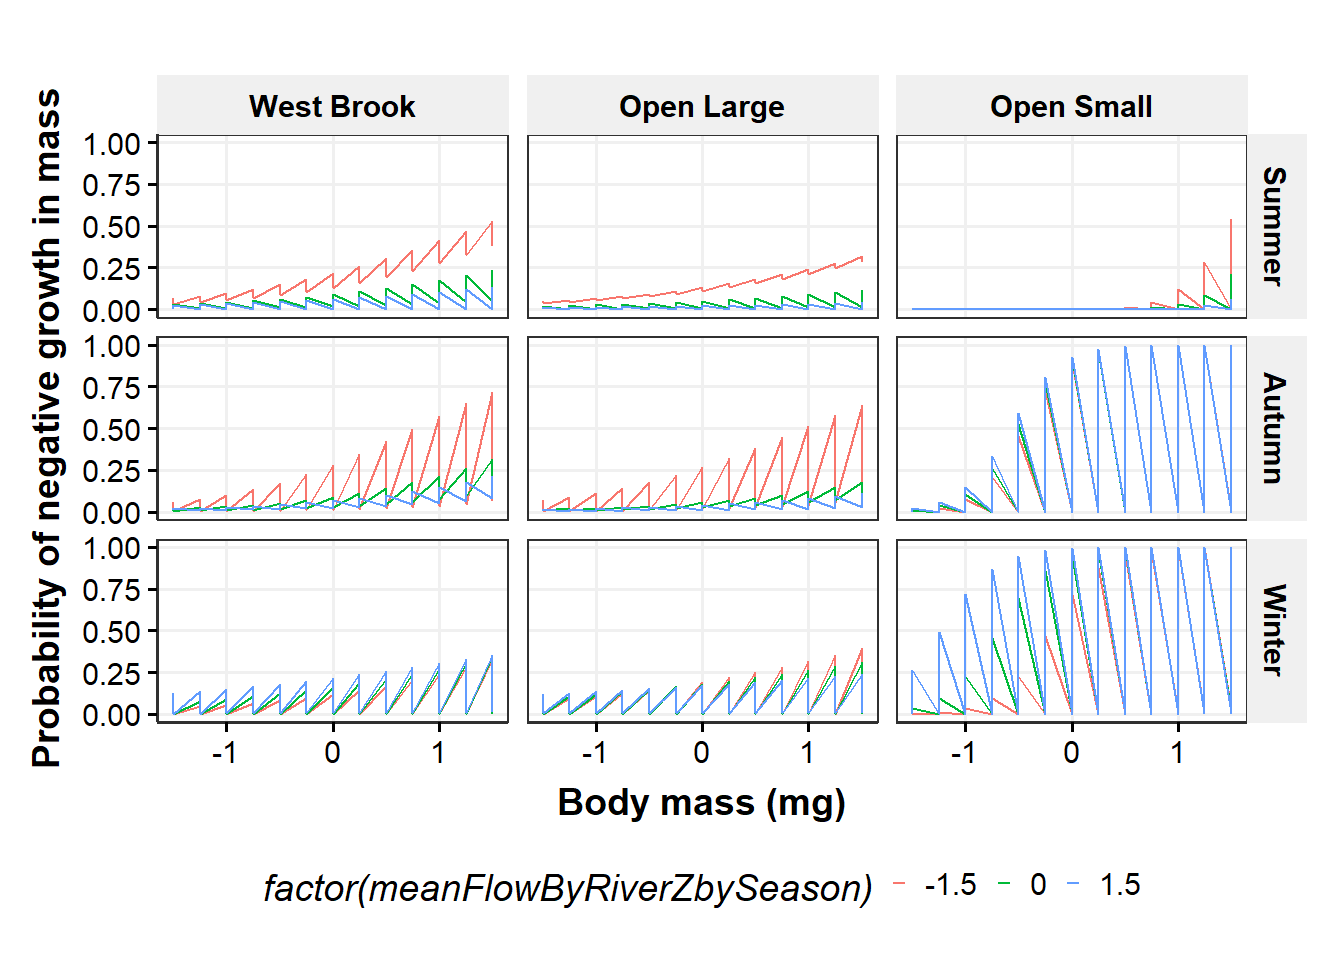 West Brook Open Large Open Small
Probability of negative growth in mass
1.00
0.75
0.50
0.25
0.00
Summer
1.00
0.75
0.50
0.25
0.00
Autumn
1.00
0.75
0.50
0.25
0.00
Winter
-1 0 1 -1 0 1 -1 0 1
Body mass (mg)
factor(meanFlowByRiverZbySeason) -1.5 0 1.5